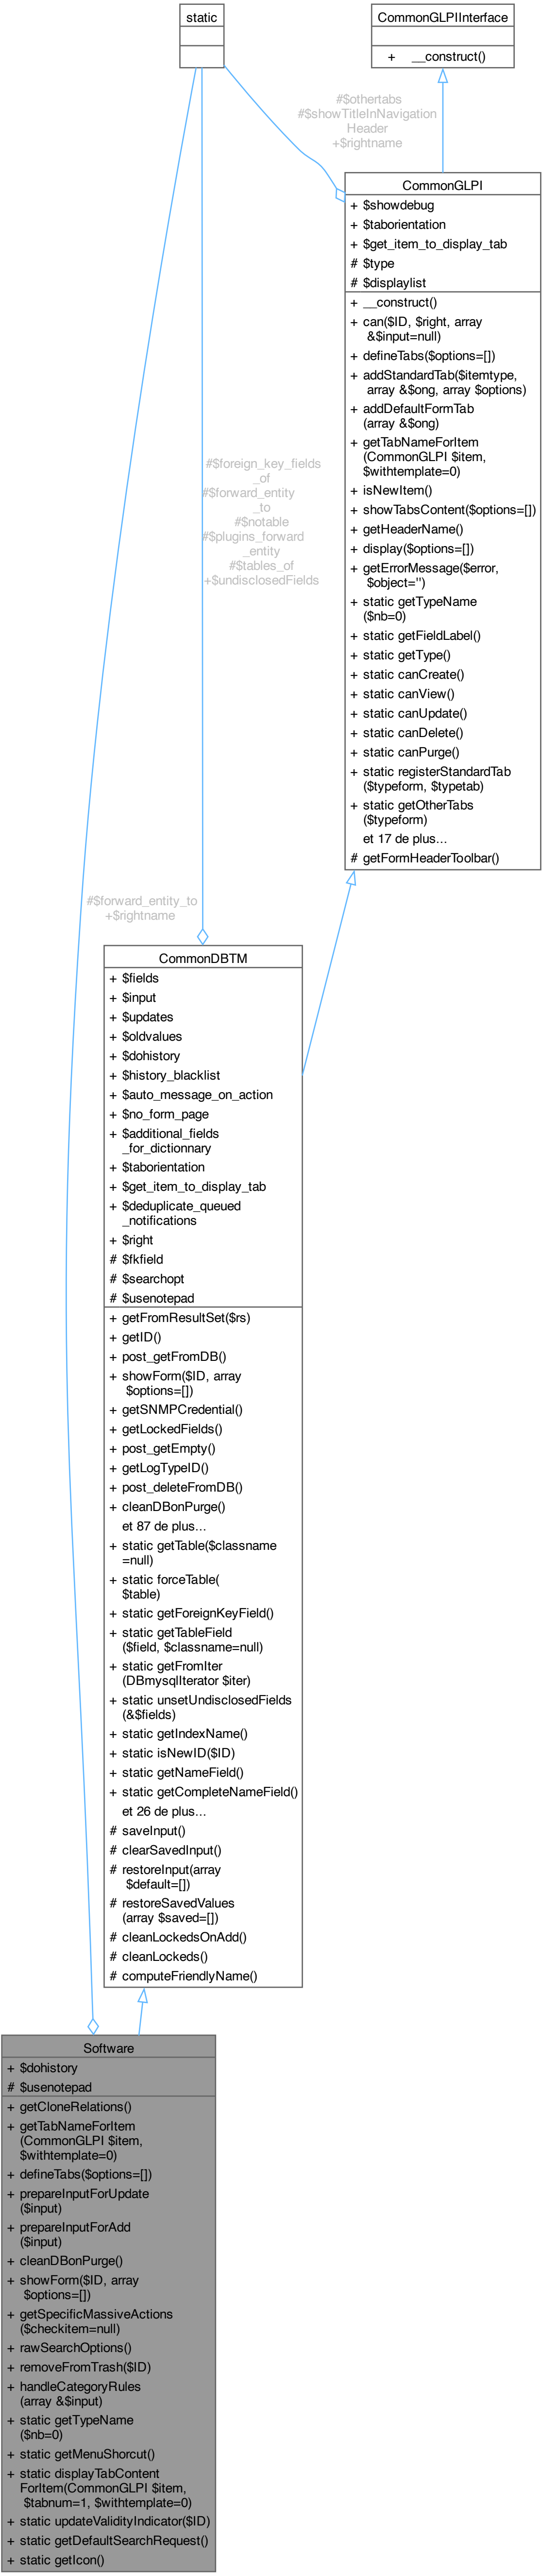 static
CommonGLPIInterface
+ __construct()
#$othertabs
#$showTitleInNavigation
Header
+$rightname
CommonGLPI
+ $showdebug
+ $taborientation
+ $get_item_to_display_tab
# $type
# $displaylist
+ __construct()
+ can($ID, $right, array
&$input=null)
+ defineTabs($options=[])
+ addStandardTab($itemtype,
array &$ong, array $options)
+ addDefaultFormTab
(array &$ong)
+ getTabNameForItem
(CommonGLPI $item,
$withtemplate=0)
+ isNewItem()
+ showTabsContent($options=[])
+ getHeaderName()
+ display($options=[])
+ getErrorMessage($error,
$object='')
+ static getTypeName
($nb=0)
+ static getFieldLabel()
+ static getType()
+ static canCreate()
+ static canView()
+ static canUpdate()
+ static canDelete()
+ static canPurge()
+ static registerStandardTab
($typeform, $typetab)
+ static getOtherTabs
($typeform)
et 17 de plus...
# getFormHeaderToolbar()
#$foreign_key_fields
_of
#$forward_entity
_to
#$notable
#$plugins_forward
_entity
#$tables_of
+$undisclosedFields
#$forward_entity_to
+$rightname
CommonDBTM
+ $fields
+ $input
+ $updates
+ $oldvalues
+ $dohistory
+ $history_blacklist
+ $auto_message_on_action
+ $no_form_page
+ $additional_fields
_for_dictionnary
+ $taborientation
+ $get_item_to_display_tab
+ $deduplicate_queued
_notifications
+ $right
# $fkfield
# $searchopt
# $usenotepad
+ getFromResultSet($rs)
+ getID()
+ post_getFromDB()
+ showForm($ID, array
$options=[])
+ getSNMPCredential()
+ getLockedFields()
+ post_getEmpty()
+ getLogTypeID()
+ post_deleteFromDB()
+ cleanDBonPurge()
et 87 de plus...
+ static getTable($classname
=null)
+ static forceTable(
$table)
+ static getForeignKeyField()
+ static getTableField
($field, $classname=null)
+ static getFromIter
(DBmysqlIterator $iter)
+ static unsetUndisclosedFields
(&$fields)
+ static getIndexName()
+ static isNewID($ID)
+ static getNameField()
+ static getCompleteNameField()
et 26 de plus...
# saveInput()
# clearSavedInput()
# restoreInput(array
$default=[])
# restoreSavedValues
(array $saved=[])
# cleanLockedsOnAdd()
# cleanLockeds()
# computeFriendlyName()
Software
+ $dohistory
# $usenotepad
+ getCloneRelations()
+ getTabNameForItem
(CommonGLPI $item,
$withtemplate=0)
+ defineTabs($options=[])
+ prepareInputForUpdate
($input)
+ prepareInputForAdd
($input)
+ cleanDBonPurge()
+ showForm($ID, array
$options=[])
+ getSpecificMassiveActions
($checkitem=null)
+ rawSearchOptions()
+ removeFromTrash($ID)
+ handleCategoryRules
(array &$input)
+ static getTypeName
($nb=0)
+ static getMenuShorcut()
+ static displayTabContent
ForItem(CommonGLPI $item,
$tabnum=1, $withtemplate=0)
+ static updateValidityIndicator($ID)
+ static getDefaultSearchRequest()
+ static getIcon()